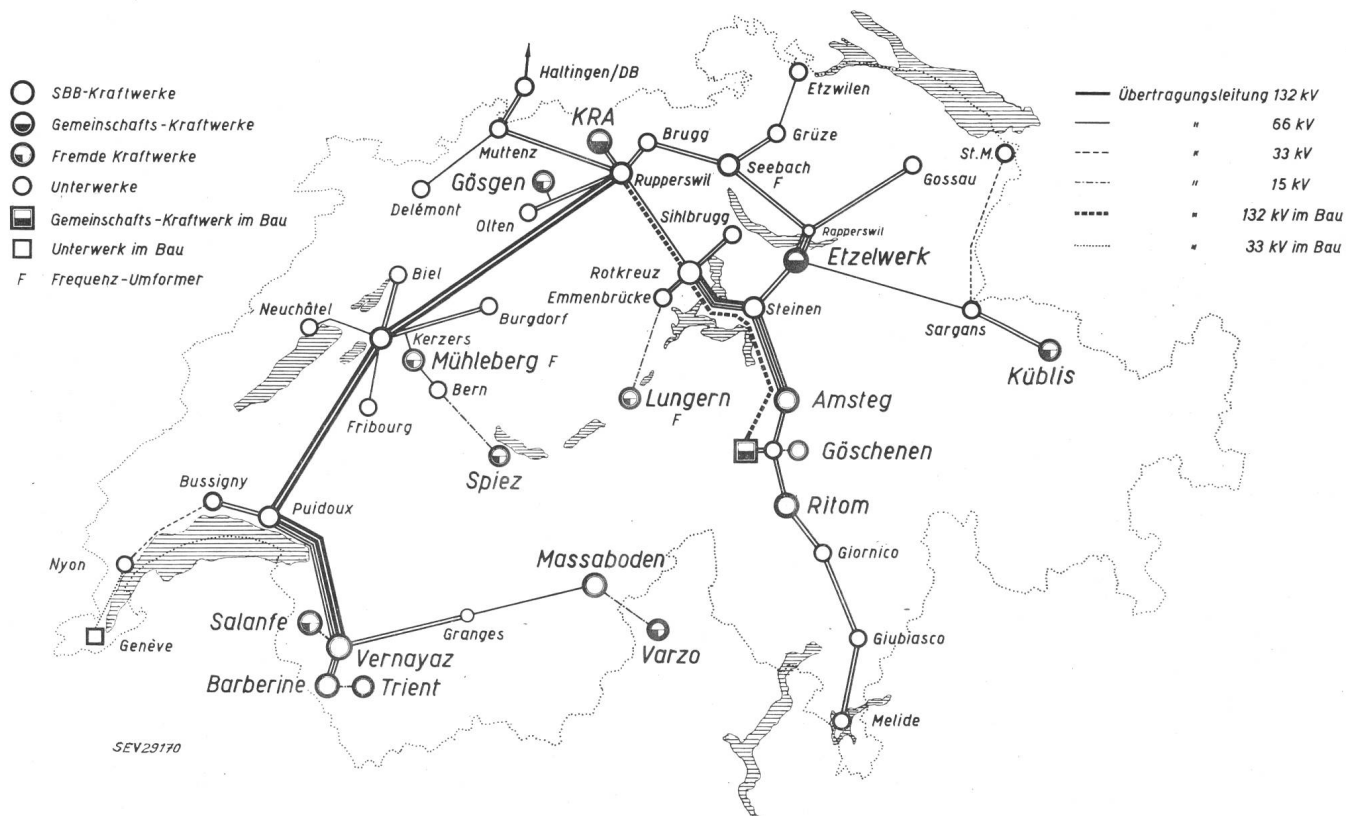 SBB-Kraftwerke
Gemeinschafts-Kraftwerke
Fremde Kraftwerke
Unterwerke
Gemeinschafts-Kraftwerk im Bau
Unterwerk im Bau
F Frequenz-Umformer
Übertragungsleitung 132 kV
" 66 kV
" 33 kV
" 15 kV
" 132 kV im Bau
" 33 kV im Bau
Haltingen/DB
Etzwilen
KRA
Brugg
Grüze
Muttenz
Seebach
F
St.M.
Gösgen
Rupperswil
Gossau
Delémont
Olten
Sihlbrugg
Rapperswil
Etzelwerk
Rotkreuz
Biel
Emmenbrücke
Steinen
Neuchâtel
Burgdorf
Sargans
Kerzers
Mühleberg F
Küblis
Bern
Lungern
F
Amsteg
Fribourg
Göschenen
Spiez
Bussigny
Ritom
Puidoux
Giornico
Nyon
Massaboden
Salanfe
Granges
Genève
Giubiasco
Vernayaz
Varzo
Barberine
Trient
Melide
SEV29170